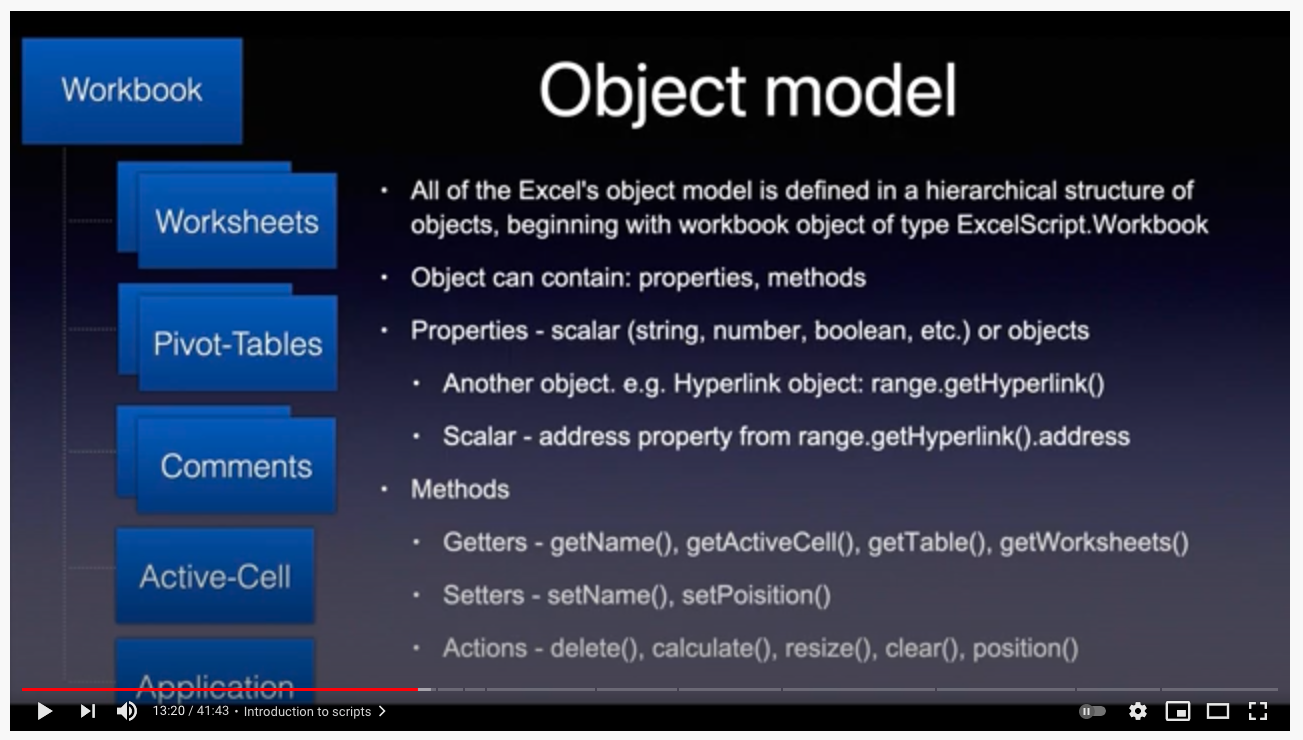 Workbook
Object model
Worksheets
Pivot-Tables
Comments
Active-Cell
Application
• All of the Excel's object model is defined in a hierarchical structure of
objects, beginning with workbook object of type ExcelScript.Workbook
• Object can contain: properties, methods
• Properties - scalar (string, number, boolean, etc.) or objects
• Another object. e.g. Hyperlink object: range.getHyperlink()
• Scalar - address property from range.getHyperlink().address
• Methods
• Getters - getName(), getActiveCell(), getTable(), getWorksheets()
• Setters - setName(), setPoisition()
• Actions - delete(), calculate(), resize(), clear(), position()
13:20 / 41:43 • Introduction to scripts